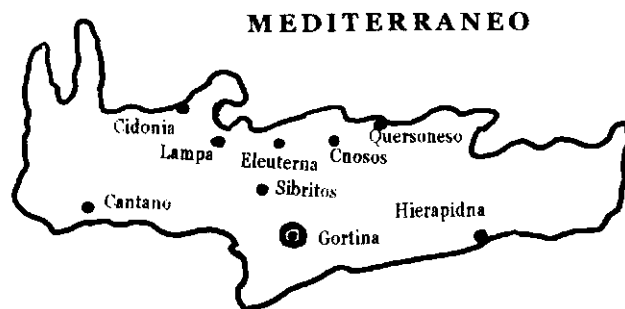 MEDITERRANEO
Cidonia
Quersoneso
Lampa
Eleuterna
Cnosos
Sibritos
Cantano
Hierapidna
Gortina